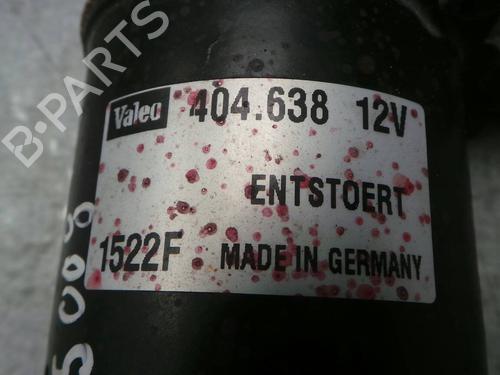 B-PARTS
Valeo 404.638 12V
ENTSTOERT
1522F MADE IN GERMANY